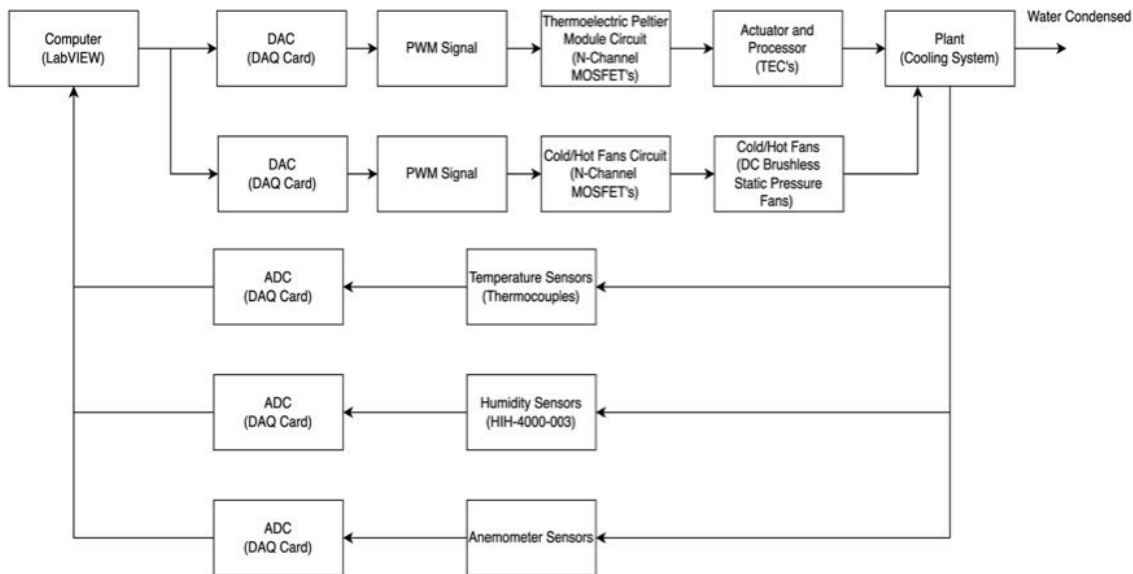 Water Condensed
Computer
(LabVIEW)
DAC
(DAQ Card)
PWM Signal
Thermoelectric Peltier
Module Circuit
(N-Channel
MOSFET's)
Actuator and
Processor
(TEC's)
Plant
(Cooling System)
DAC
(DAQ Card)
PWM Signal
Cold/Hot Fans Circuit
(N-Channel
MOSFET's)
Cold/Hot Fans
(DC Brushless
Static Pressure
Fans)
ADC
(DAQ Card)
Temperature Sensors
(Thermocouples)
ADC
(DAQ Card)
Humidity Sensors
(HIH-4000-003)
ADC
(DAQ Card)
Anemometer Sensors